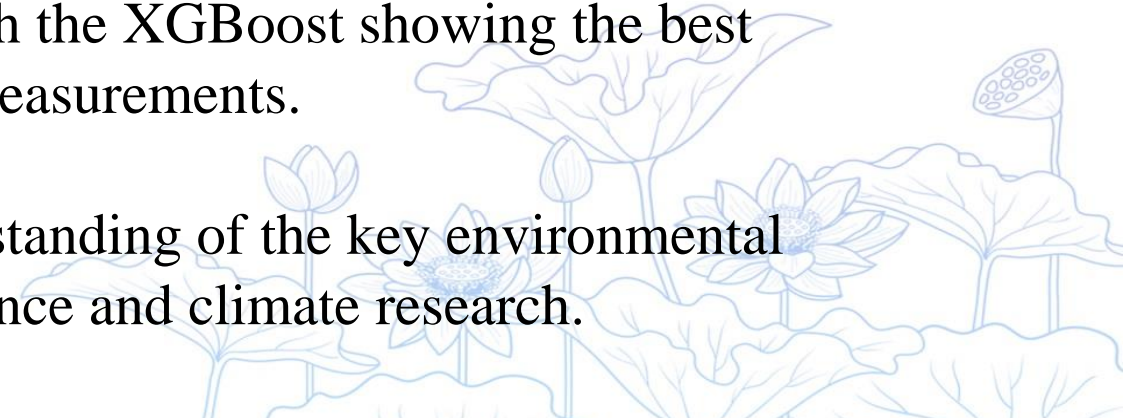 h the XGBoost showing the best
easurements.
standing of the key environmental
nce and climate research.